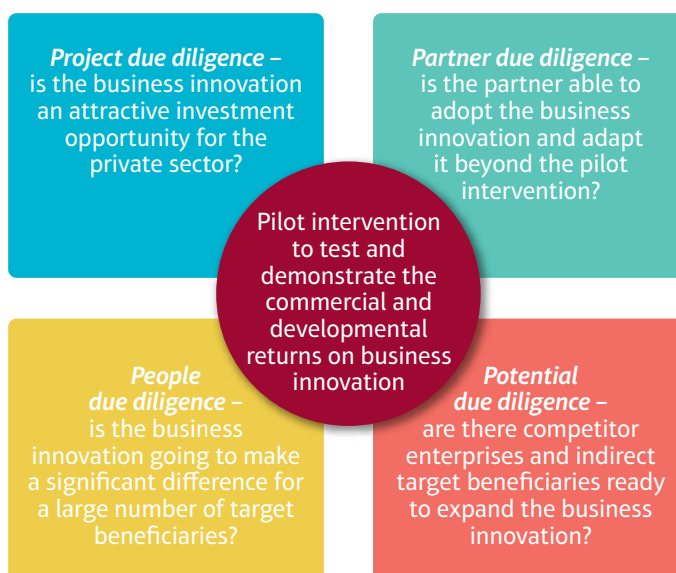 Project due diligence –
is the business innovation
an attractive investment
opportunity for the
private sector?
Partner due diligence –
is the partner able to
adopt the business
innovation and adapt
it beyond the pilot
intervention?
Pilot intervention
to test and
demonstrate the
commercial and
developmental
returns on business
innovation
People
due diligence –
is the business
innovation going to make
a significant difference for
a large number of target
beneficiaries?
Potential
due diligence –
are there competitor
enterprises and indirect
target beneficiaries ready
to expand the business
innovation?